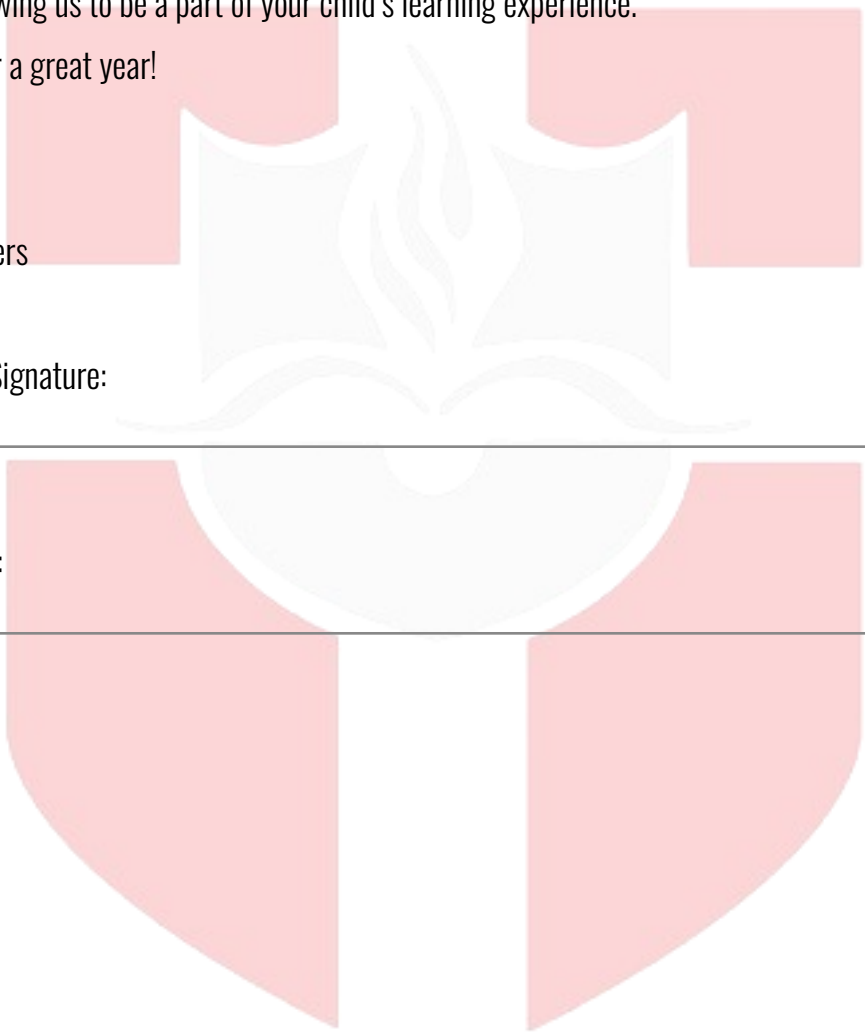 wing us to be a part of your child's learning experience.
r a great year!
ers
Signature:
: